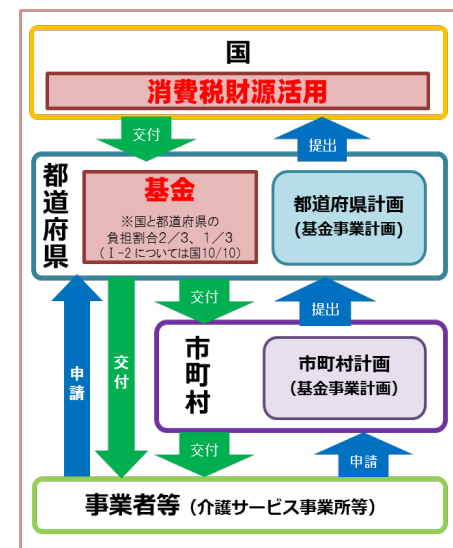 国
消費税財源活用
交付
提出
都道府県
基金
※国と都道府県の
負担割合2/3、1/3
(Ⅰ-2については国10/10)
都道府県計画
(基金事業計画)
交付
提出
申請
交付
市町村
市町村計画
(基金事業計画)
交付
申請
事業者等(介護サービス事業所等)